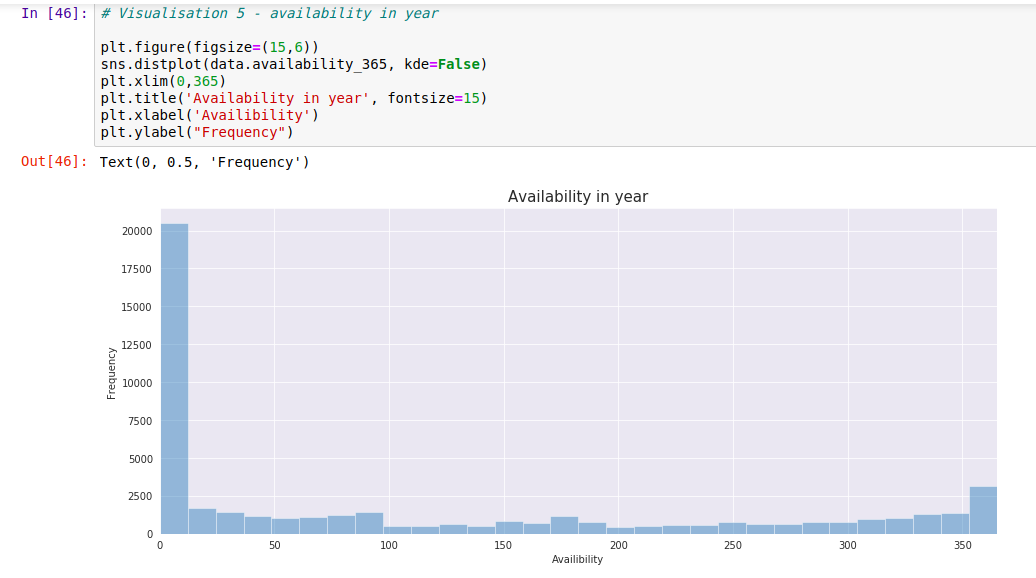 In [46]: # Visualisation 5 - availability in year
plt.figure(figsize=(15,6))
sns.distplot(data.availability_365, kde=False)
plt.xlim(0,365)
plt.title('Availability in year', fontsize=15)
plt.xlabel('Availibility')
plt.ylabel("Frequency")
Out[46]: Text(0, 0.5, 'Frequency')
Availability in year
20000
17500
15000
12500
10000
7500
5000
2500
0
Frequency
0 50 100 150 200 250 300 350
Availibility